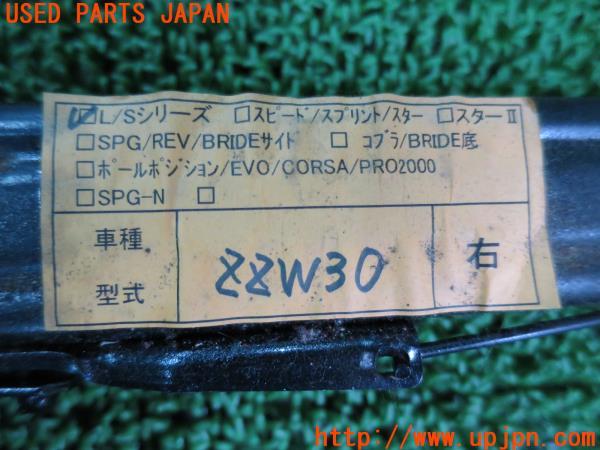 USED PARTS JAPAN
☑L/Sシリーズ □スピード/スプリント/スター □スターⅡ
□SPG/REV/BRIDEサイド □ コブラ/BRIDE底
□ポールポジション/EVO/CORSA/PRO2000
□SPG-N □
車種
型式
ZZW30
右
UPJ
http://www.upjpn.com/